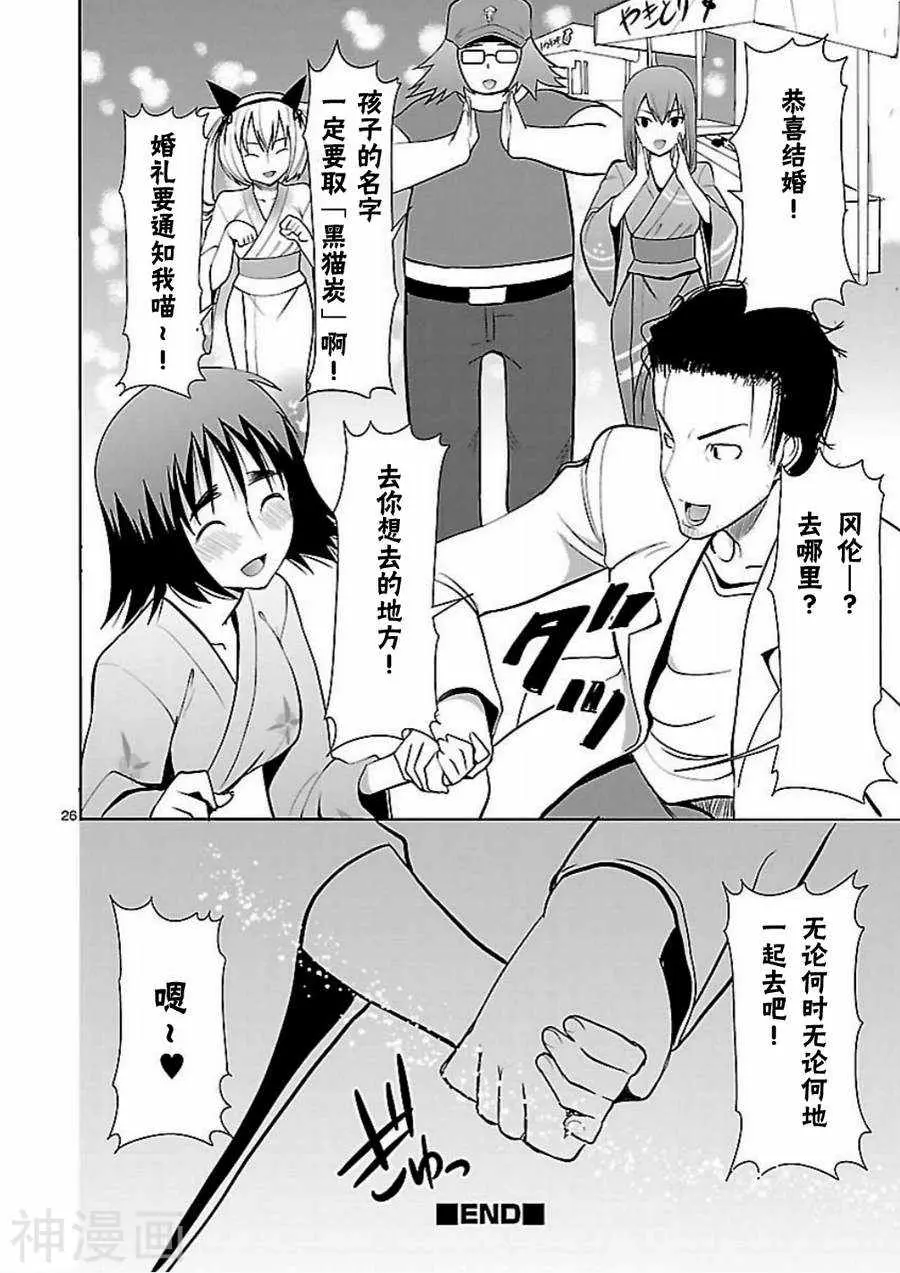 やきとり
恭喜结婚！
孩子的名字
一定要取「黑猫炭」啊！
婚礼要通知我喵～！
冈伦—？
去哪里？
去你想去的地方！
ダッ
无论何时无论何地
一起去吧！
嗯～♥
ぎゅっ
■END■
26
神漫画